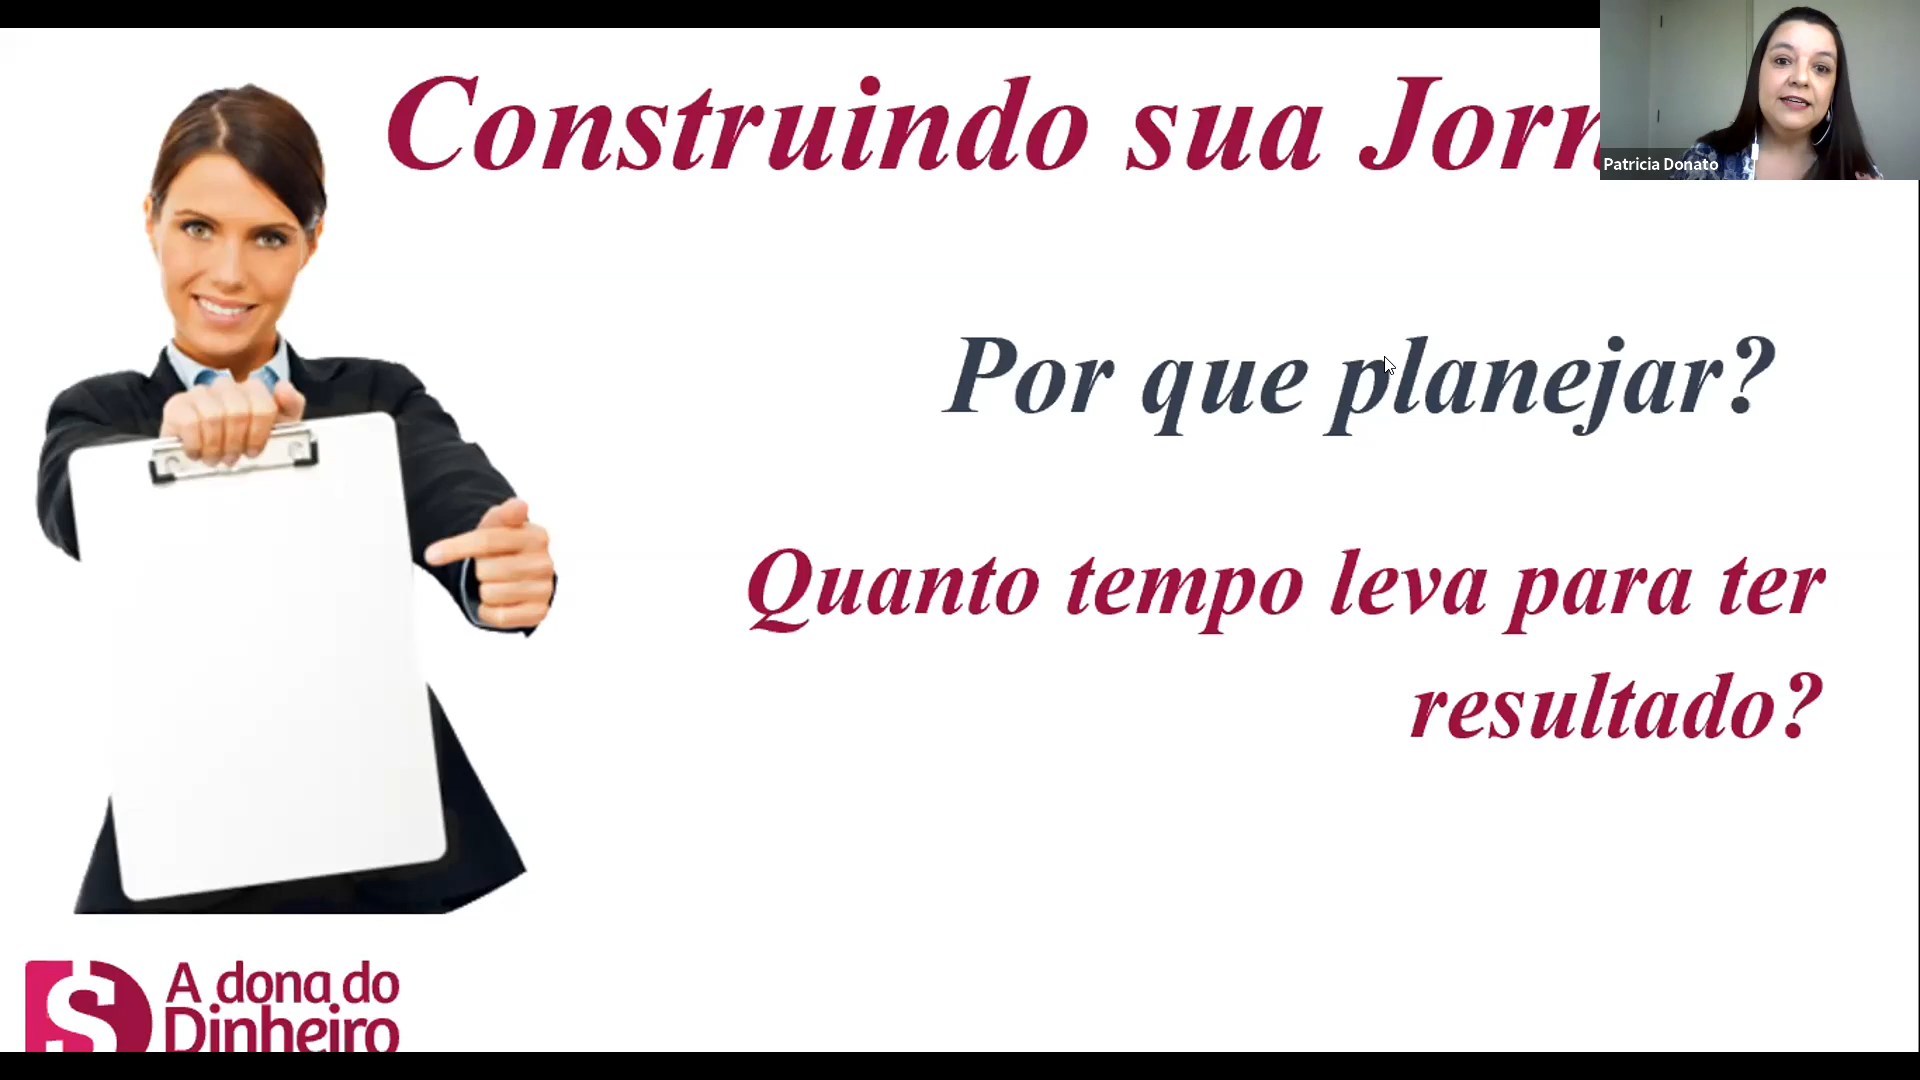 Construindo sua Jorn
Patricia Donato
Por que planejar?
Quanto tempo leva para ter
resultado?
A dona do
Dinheiro